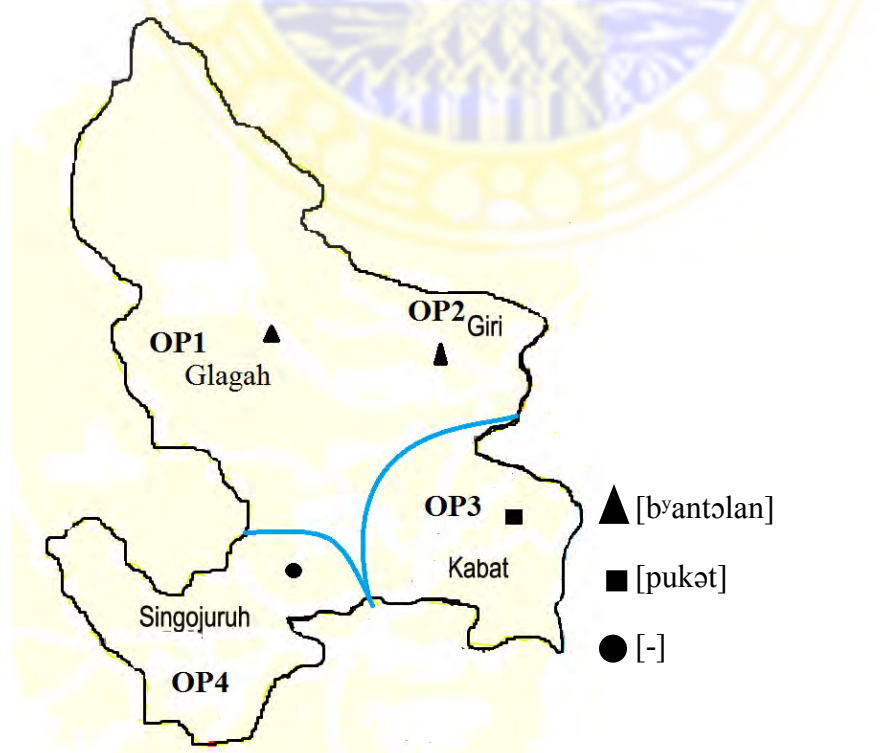 OP2 Giri
OP1
Glagah
OP3
[bʸantɔlan]
Kabat
[pukət]
Singojuruh
[-]
OP4